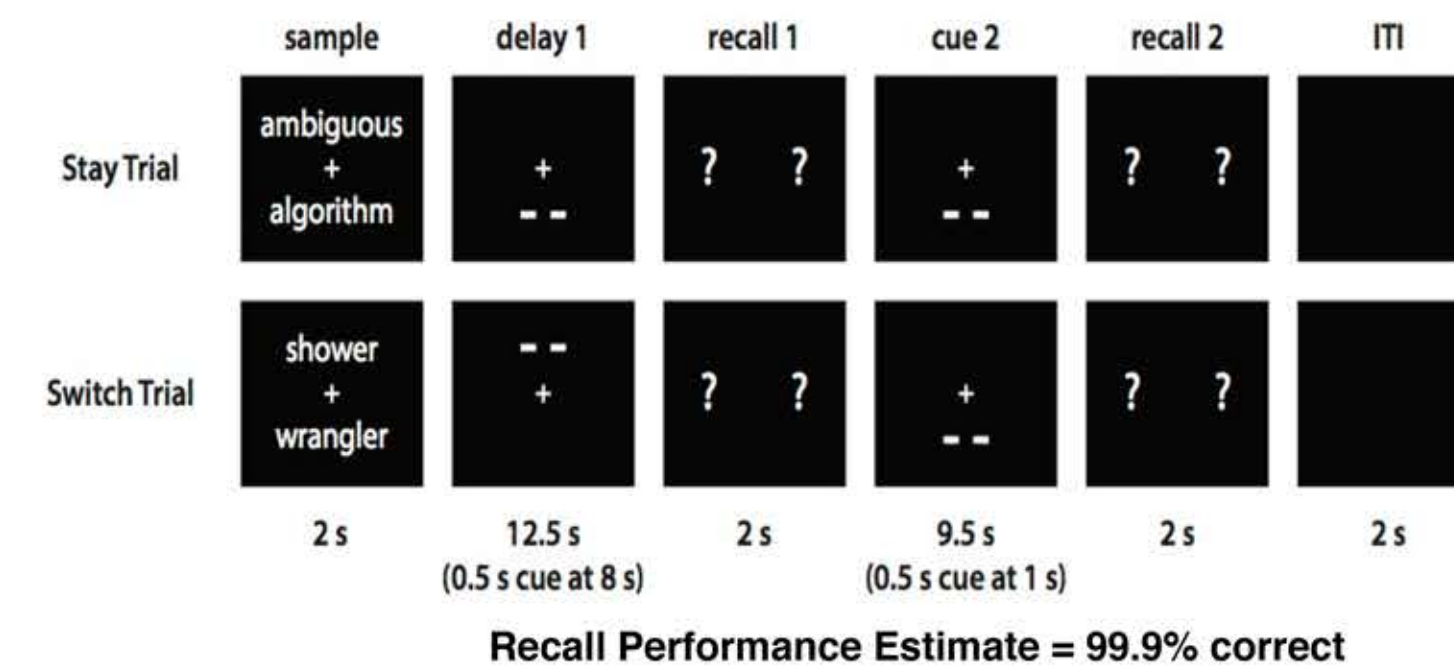 sample delay 1 recall 1 cue 2 recall 2 ITI
Stay Trial
ambiguous
+
algorithm
+
- -
? ?
+
- -
? ?
Switch Trial
shower
+
wrangler
- -
+
? ?
+
- -
? ?
2 s 12.5 s 2 s 9.5 s 2 s 2 s
(0.5 s cue at 8 s) (0.5 s cue at 1 s)
Recall Performance Estimate = 99.9% correct